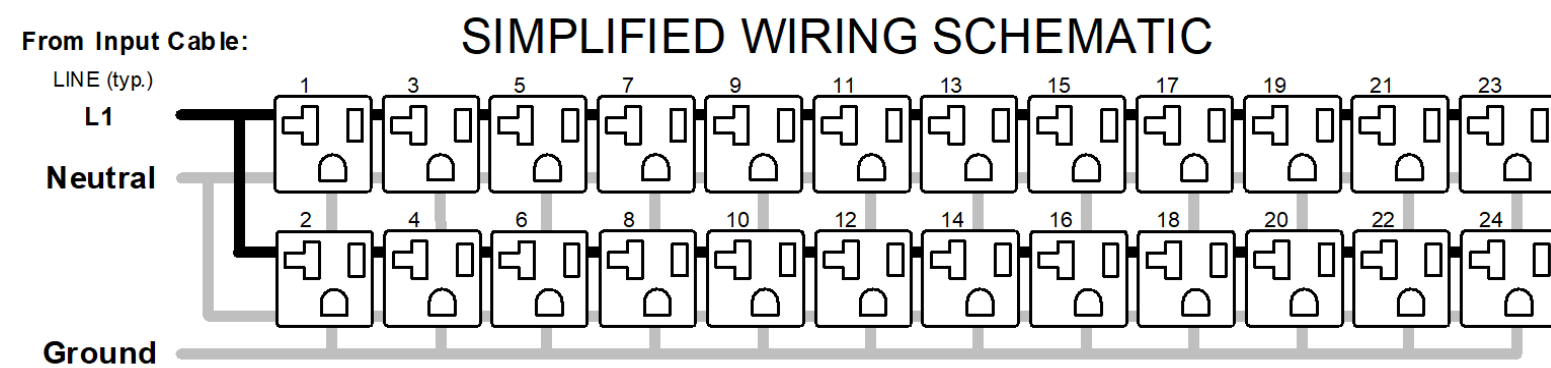 SIMPLIFIED WIRING SCHEMATIC
From Input Cable:
LINE (typ.)
L1
1 3 5 7 9 11 13 15 17 19 21 23
Neutral
2 4 6 8 10 12 14 16 18 20 22 24
Ground